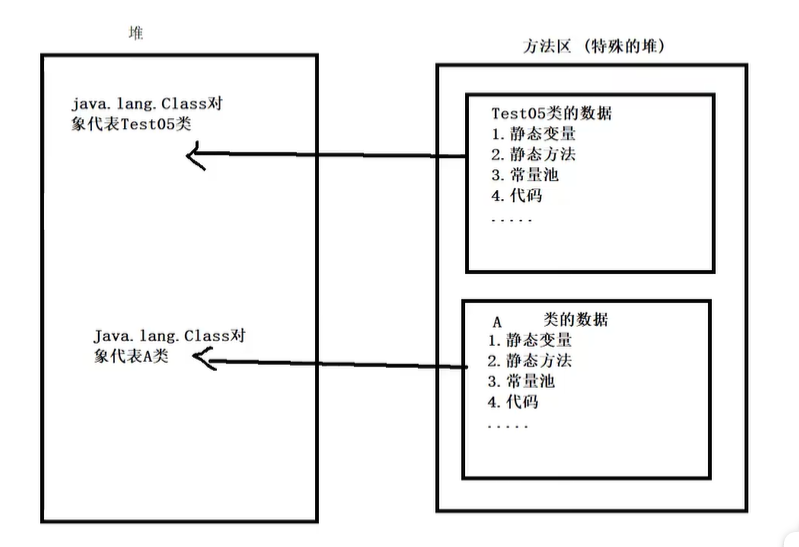 堆
java.lang.Class对
象代表Test05类
Java.lang.Class对
象代表A类
方法区 (特殊的堆)
Test05类的数据
1.静态变量
2.静态方法
3.常量池
4.代码
.....
A 类的数据
1.静态变量
2.静态方法
3.常量池
4.代码
.....